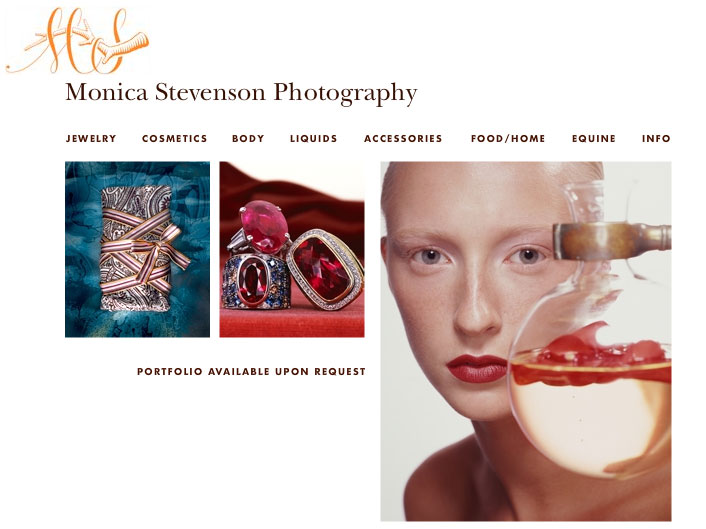 MS
Monica Stevenson Photography
JEWELRY COSMETICS BODY LIQUIDS ACCESSORIES FOOD/HOME EQUINE INFO
PORTFOLIO AVAILABLE UPON REQUEST